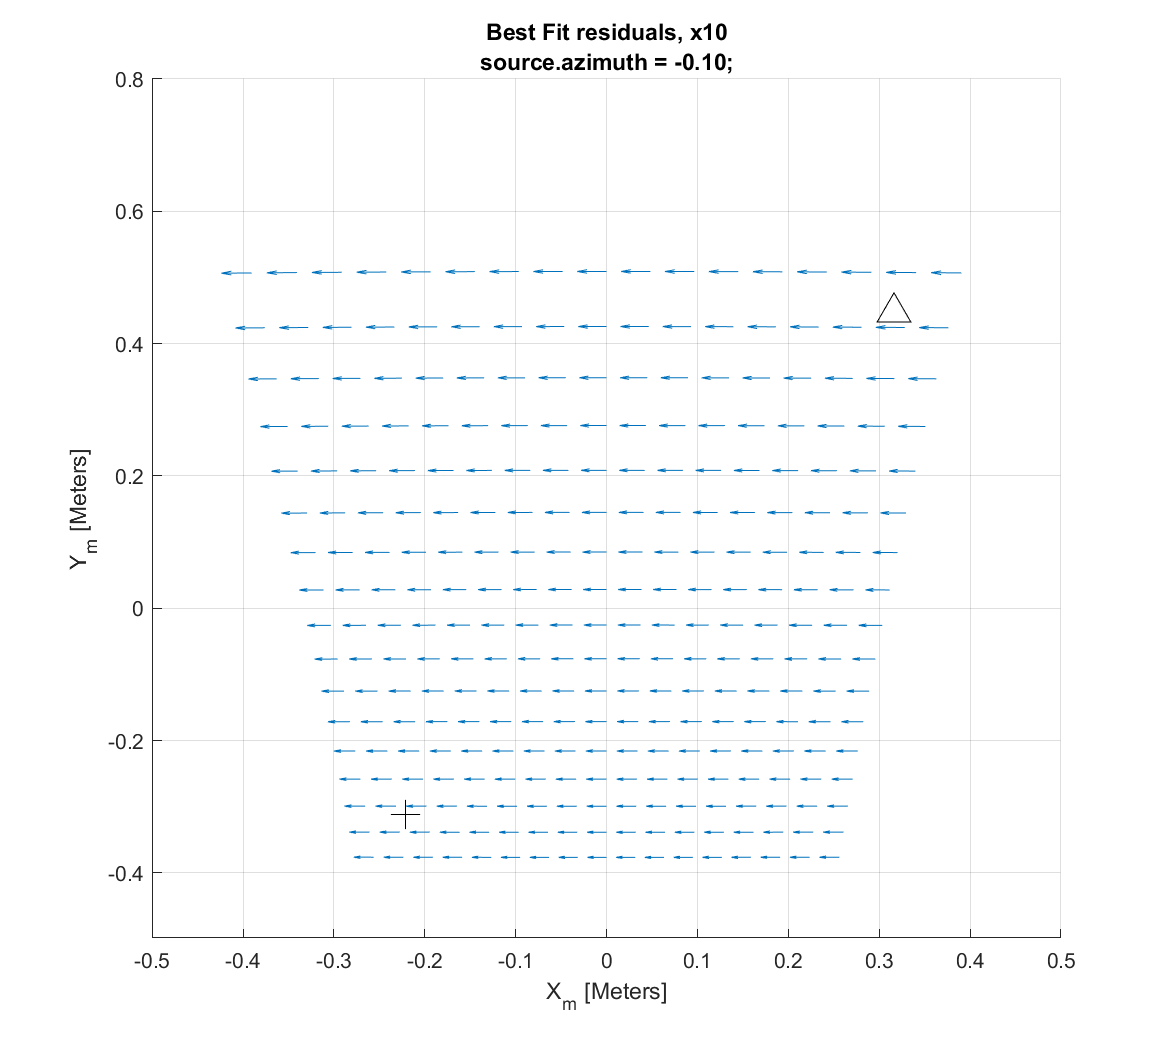 Best Fit residuals, x10
source.azimuth = -0.10;
0.8
0.6
0.4
0.2
0
-0.2
-0.4
Y_m [Meters]
-0.5 -0.4 -0.3 -0.2 -0.1 0 0.1 0.2 0.3 0.4 0.5
X_m [Meters]